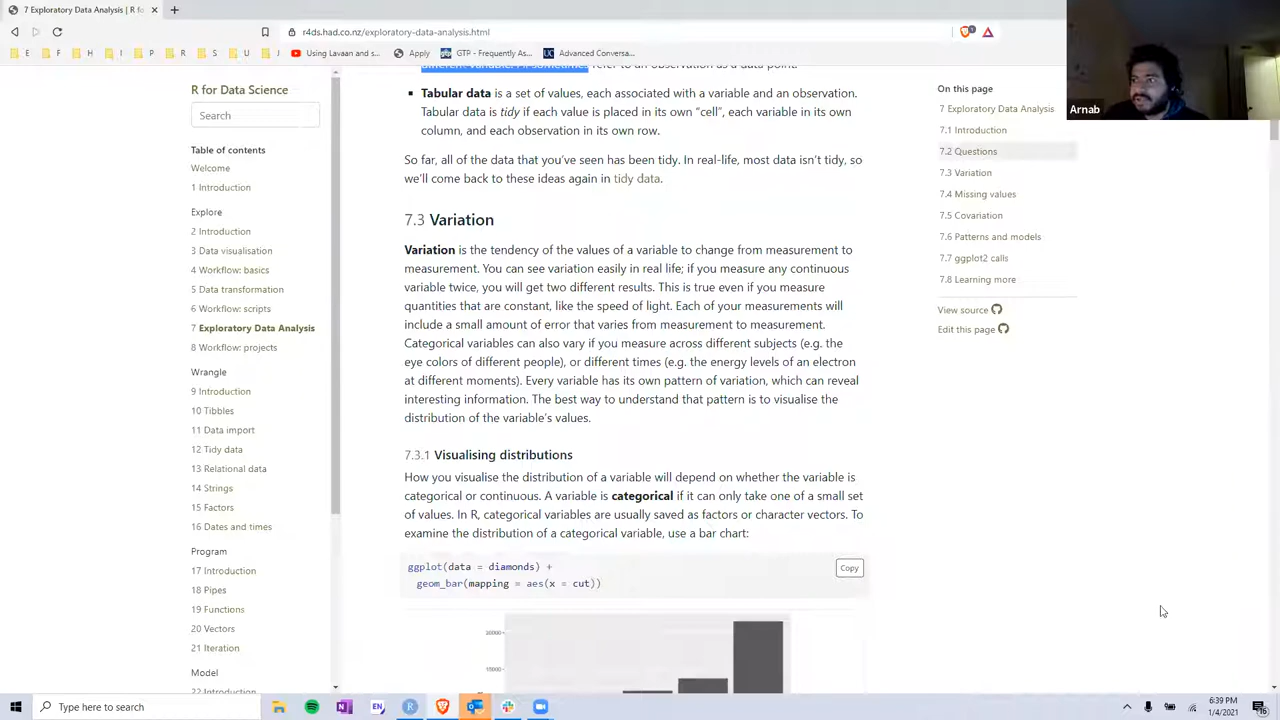 7 Exploratory Data Analysis | R f
r4ds.had.co.nz/exploratory-data-analysis.html
E
F
H
I
R
S
U
Using Lavaan and s...
Apply
GTP - Frequently As...
Advanced Conversa...
Arnab
R for Data Science
Search
Table of contents
Welcome
1 Introduction
Explore
2 Introduction
3 Data visualisation
4 Workflow: basics
5 Data transformation
6 Workflow: scripts
7 Exploratory Data Analysis
8 Workflow: projects
Wrangle
9 Introduction
10 Tibbles
11 Data import
12 Tidy data
13 Relational data
14 Strings
15 Factors
16 Dates and times
Program
17 Introduction
18 Pipes
19 Functions
20 Vectors
21 Iteration
Model
22 Introduction
refer to an observation as a data point.
Tabular data is a set of values, each associated with a variable and an observation.
Tabular data is tidy if each value is placed in its own “cell”, each variable in its own
column, and each observation in its own row.
So far, all of the data that you’ve seen has been tidy. In real-life, most data isn’t tidy, so
we’ll come back to these ideas again in tidy data.
7.3 Variation
Variation is the tendency of the values of a variable to change from measurement to
measurement. You can see variation easily in real life; if you measure any continuous
variable twice, you will get two different results. This is true even if you measure
quantities that are constant, like the speed of light. Each of your measurements will
include a small amount of error that varies from measurement to measurement.
Categorical variables can also vary if you measure across different subjects (e.g. the
eye colors of different people), or different times (e.g. the energy levels of an electron
at different moments). Every variable has its own pattern of variation, which can reveal
interesting information. The best way to understand that pattern is to visualise the
distribution of the variable’s values.
7.3.1 Visualising distributions
How you visualise the distribution of a variable will depend on whether the variable is
categorical or continuous. A variable is categorical if it can only take one of a small set
of values. In R, categorical variables are usually saved as factors or character vectors. To
examine the distribution of a categorical variable, use a bar chart:
ggplot(data = diamonds) +
geom_bar(mapping = aes(x = cut))
Copy
20000
15000
On this page
7 Exploratory Data Analysis
7.1 Introduction
7.2 Questions
7.3 Variation
7.4 Missing values
7.5 Covariation
7.6 Patterns and models
7.7 ggplot2 calls
7.8 Learning more
View source
Edit this page
Type here to search
6:39 PM
1/4/2021